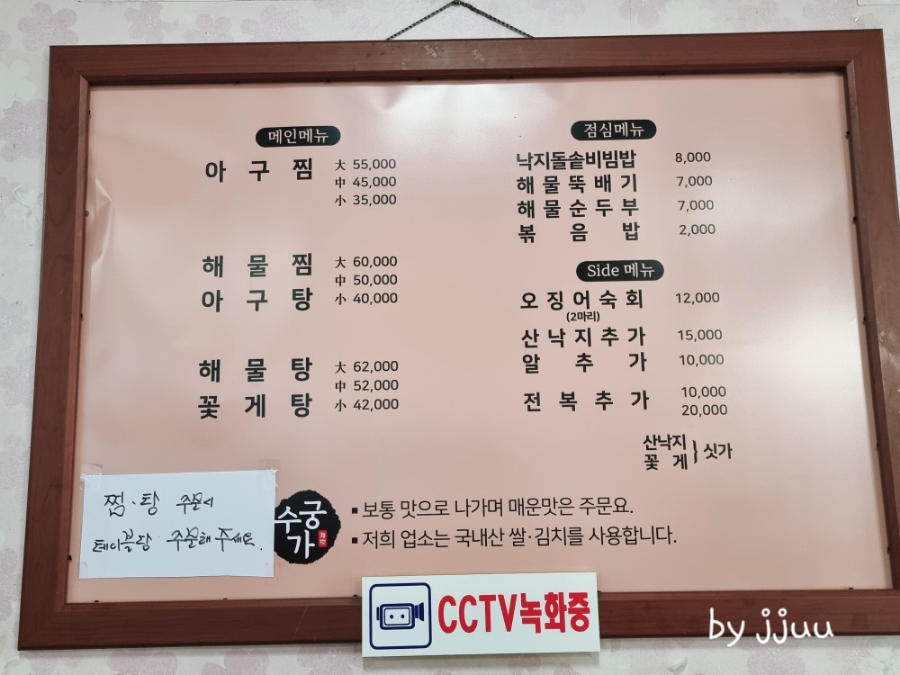 메인메뉴
아구찜 大 55,000
中 45,000
小 35,000
해물찜 大 60,000
中 50,000
아구탕 小 40,000
해물탕 大 62,000
中 52,000
꽃게탕 小 42,000
점심메뉴
낙지돌솥비빔밥 8,000
해물뚝배기 7,000
해물순두부 7,000
볶음밥 2,000
Side 메뉴
오징어숙회 12,000
(2마리)
산낙지추가 15,000
알추가 10,000
전복추가 10,000
20,000
산낙지
꽃게 } 싯가
찜·탕 주문시
테이블당 주문해 주세요.
수궁
가
▪ 보통 맛으로 나가며 매운맛은 주문요.
▪ 저희 업소는 국내산 쌀·김치를 사용합니다.
CCTV녹화중
by jjuu